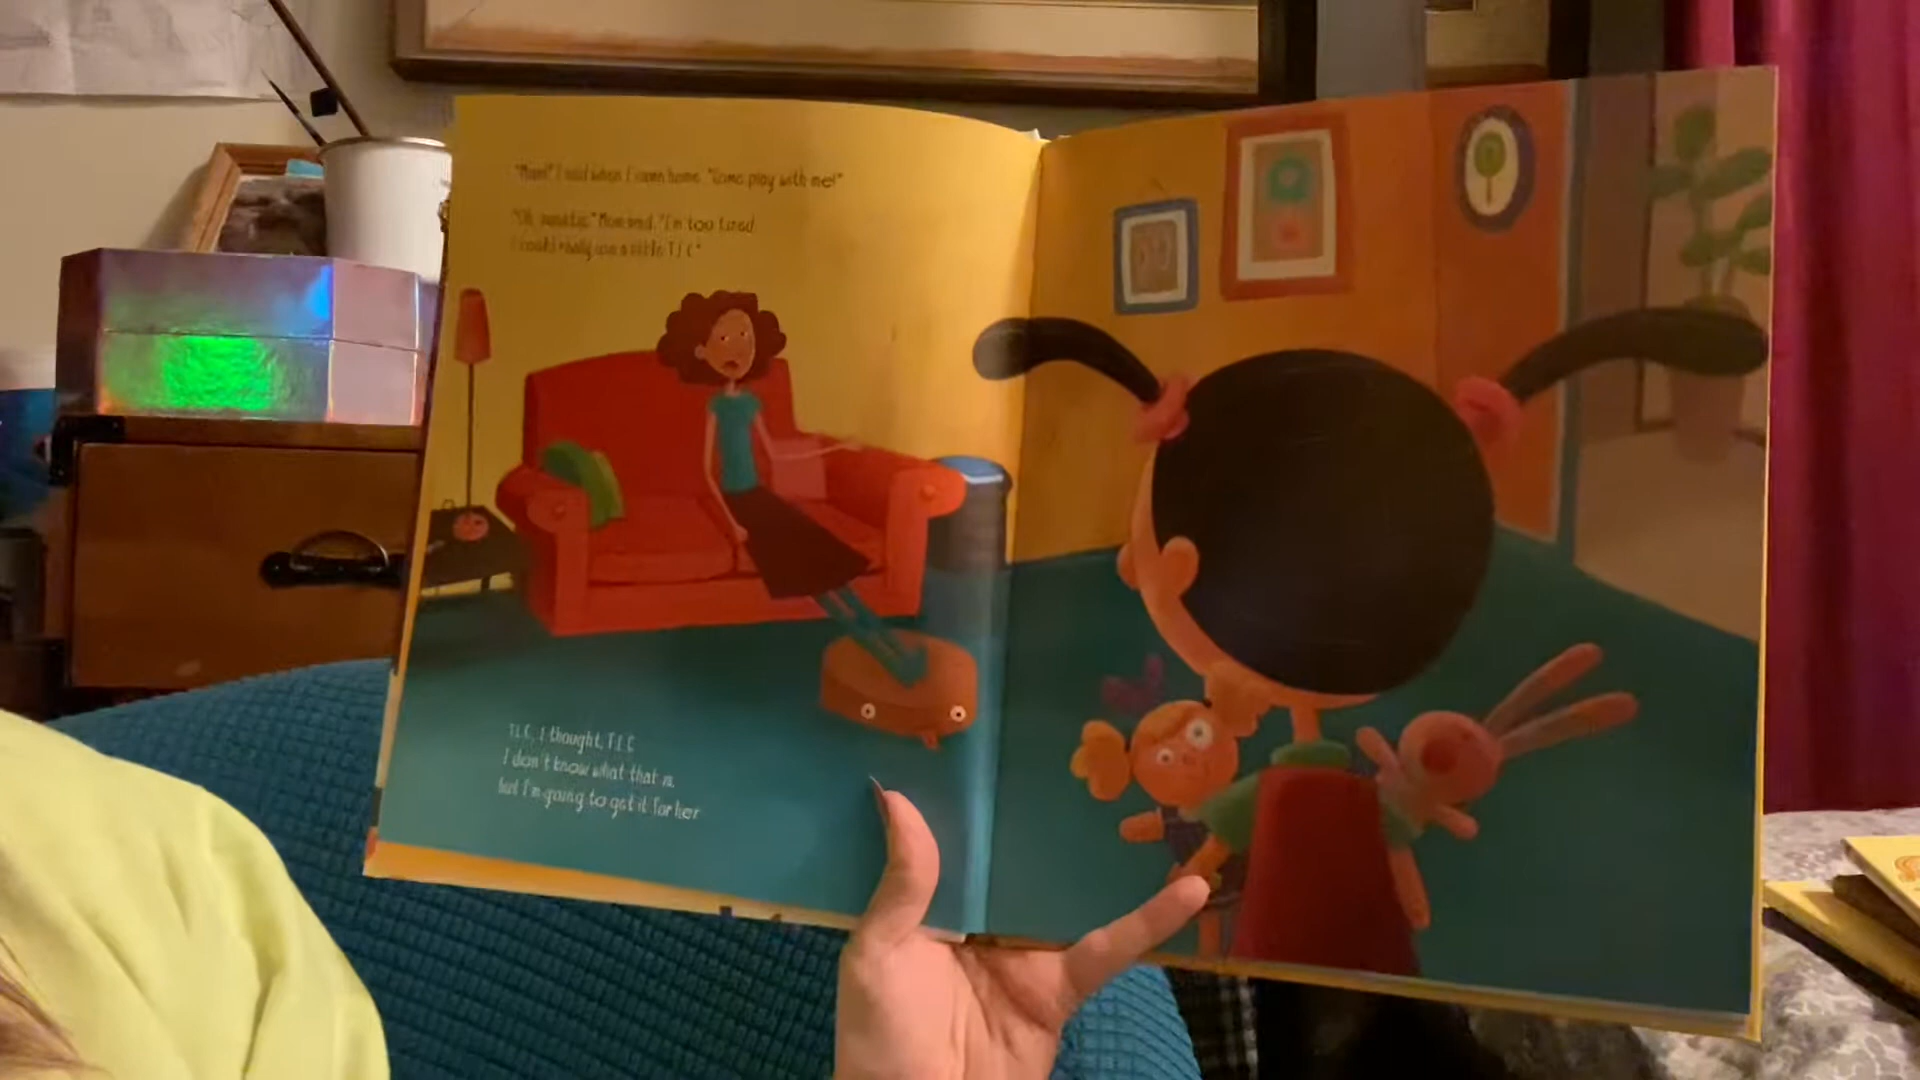 "Mom!" I said when I came home. "Come play with me!"
"Oh, Mom said. "I'm too tired.
I could really use a little T.L.C."
T.L.C., I thought. T.L.C.
I don't know what that is,
but I'm going to get it for her